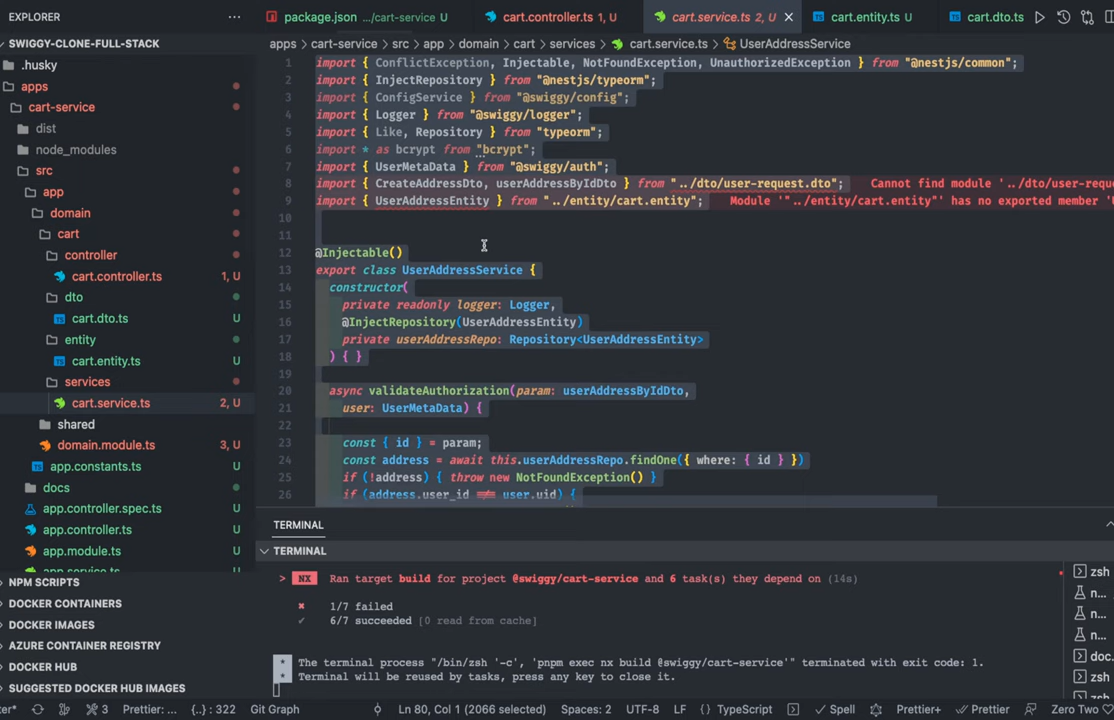 EXPLORER
SWIGGY-CLONE-FULL-STACK
.husky
apps
cart-service
dist
node_modules
src
app
domain
cart
controller
cart.controller.ts 1, U
dto
cart.dto.ts U
entity
cart.entity.ts U
services
cart.service.ts 2, U
shared
domain.module.ts 3, U
app.constants.ts U
docs
app.controller.spec.ts U
app.controller.ts U
app.module.ts U
NPM SCRIPTS
DOCKER CONTAINERS
DOCKER IMAGES
AZURE CONTAINER REGISTRY
DOCKER HUB
SUGGESTED DOCKER HUB IMAGES
package.json .../cart-service U
cart.controller.ts 1, U
cart.service.ts 2, U
cart.entity.ts U
cart.dto.ts
apps > cart-service > src > app > domain > cart > services > cart.service.ts > UserAddressService
1 import { ConflictException, Injectable, NotFoundException, UnauthorizedException } from "@nestjs/common";
2 import { InjectRepository } from "@nestjs/typeorm";
3 import { ConfigService } from "@swiggy/config";
4 import { Logger } from "@swiggy/logger";
5 import { Like, Repository } from "typeorm";
6 import * as bcrypt from "bcrypt";
7 import { UserMetaData } from "@swiggy/auth";
8 import { CreateAddressDto, userAddressByIdDto } from "../dto/user-request.dto"; Cannot find module '../dto/user-reque
9 import { UserAddressEntity } from "../entity/cart.entity"; Module '"../entity/cart.entity"' has no exported member 'U
10
11
12 @Injectable()
13 export class UserAddressService {
14 constructor(
15 private readonly logger: Logger,
16 @InjectRepository(UserAddressEntity)
17 private userAddressRepo: Repository<UserAddressEntity>
18 ) { }
19
20 async validateAuthorization(param: userAddressByIdDto,
21 user: UserMetaData) {
22
23 const { id } = param;
24 const address = await this.userAddressRepo.findOne({ where: { id } })
25 if (!address) { throw new NotFoundException() }
26 if (address.user_id !== user.uid) {
TERMINAL
TERMINAL
> NX Ran target build for project @swiggy/cart-service and 6 task(s) they depend on (14s)
✖ 1/7 failed
✓ 6/7 succeeded [0 read from cache]
* The terminal process "/bin/zsh '-c', 'pnpm exec nx build @swiggy/cart-service'" terminated with exit code: 1.
* Terminal will be reused by tasks, press any key to close it.
zsh
n...
n...
n...
doc.
zsh
ter* 3 Prettier: ... {..} : 322 Git Graph Ln 80, Col 1 (2066 selected) Spaces: 2 UTF-8 LF { } TypeScript Spell Prettier+ Prettier Zero Two